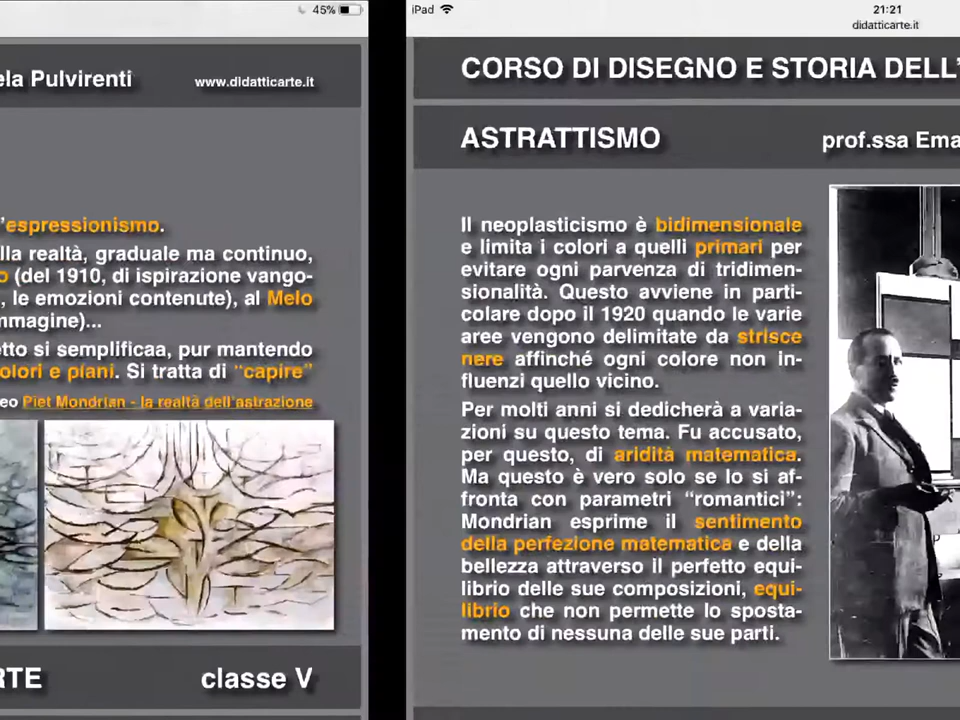 45%
ela Pulvirenti
www.didatticarte.it
'espressionismo.
lla realtà, graduale ma continuo,
o (del 1910, di ispirazione vango-
, le emozioni contenute), al Melo
mmagine)...
etto si semplificaa, pur mantendo
olori e piani. Si tratta di “capire”
eo Piet Mondrian - la realtà dell'astrazione
RTE
classe V
iPad
21:21
didatticarte.it
CORSO DI DISEGNO E STORIA DELL'
ASTRATTISMO
prof.ssa Ema
Il neoplasticismo è bidimensionale
e limita i colori a quelli primari per
evitare ogni parvenza di tridimen-
sionalità. Questo avviene in parti-
colare dopo il 1920 quando le varie
aree vengono delimitate da strisce
nere affinché ogni colore non in-
fluenzi quello vicino.
Per molti anni si dedicherà a varia-
zioni su questo tema. Fu accusato,
per questo, di aridità matematica.
Ma questo è vero solo se lo si af-
fronta con parametri “romantici”:
Mondrian esprime il sentimento
della perfezione matematica e della
bellezza attraverso il perfetto equi-
librio delle sue composizioni, equi-
librio che non permette lo sposta-
mento di nessuna delle sue parti.